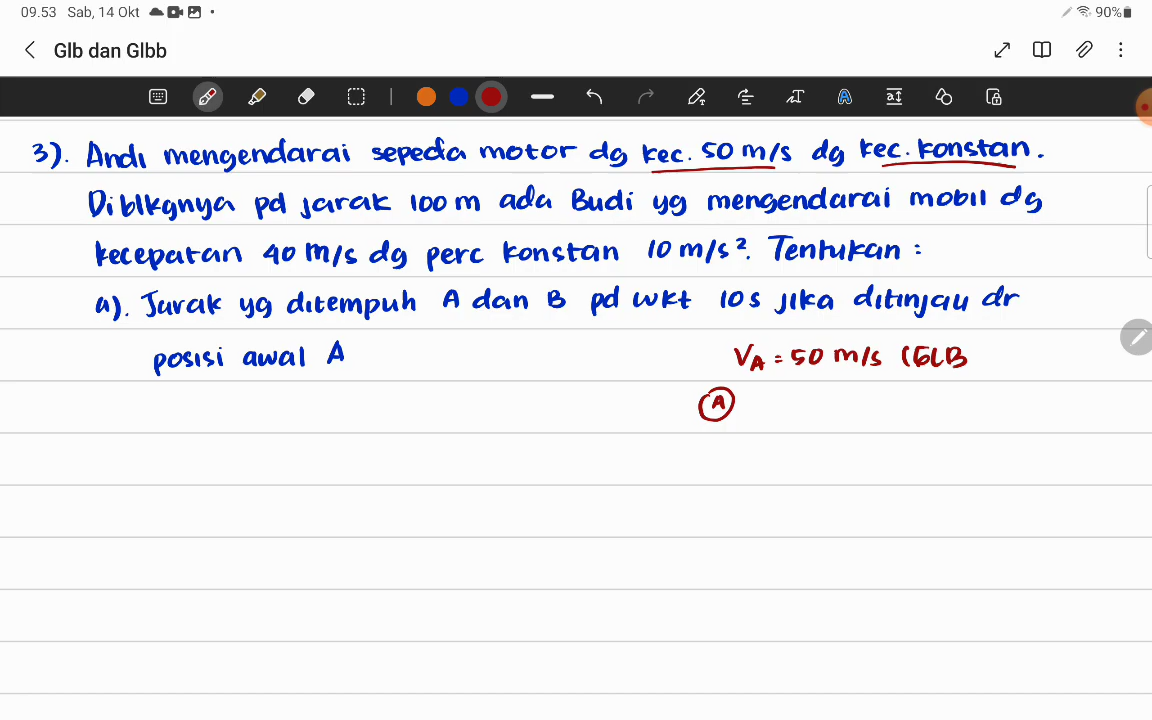 09.53 Sab, 14 Okt
90%
Glb dan Glbb
3). Andi mengendarai sepeda motor dg kec. 50 m/s dg kec. konstan.
Diblkgnya pd jarak 100 m ada Budi yg mengendarai mobil dg
kecepatan 40 m/s dg perc konstan 10 m/s². Tentukan :
a). Jarak yg ditempuh A dan B pd wkt 10 s jika ditinjau dr
posisi awal A
VA = 50 m/s (GLB
A